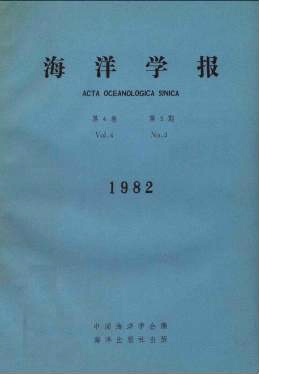 海洋学报
ACTA OCEANOLOGICA SINICA
第4卷 第3期
Vol.4 No.3
1982
中国海洋学会编
海洋出版社出版